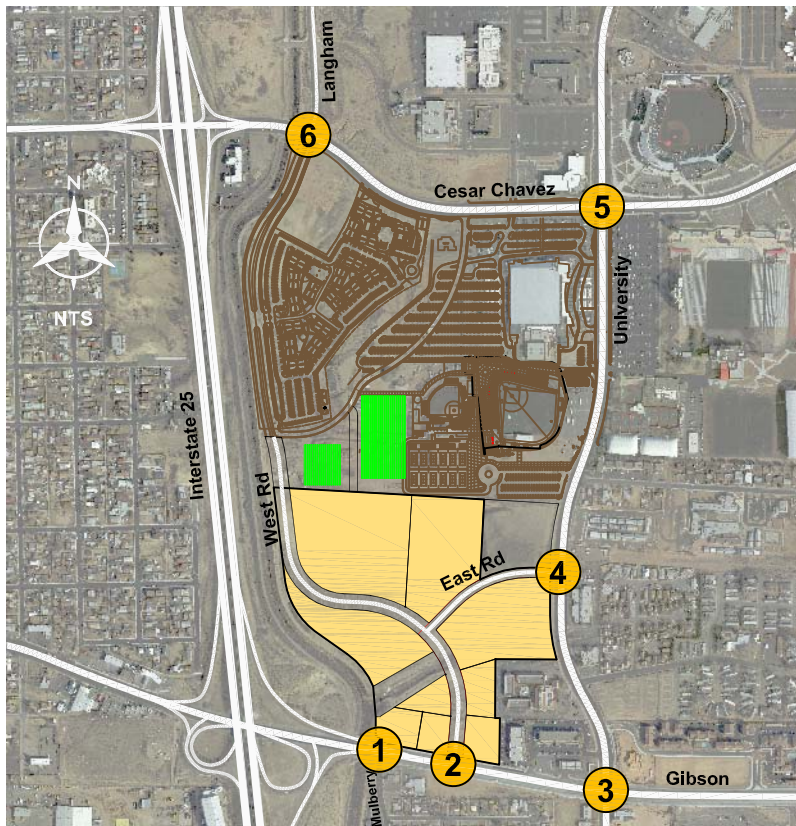 Langham
6
Cesar Chavez
5
N
NTS
University
Interstate 25
West Rd
East Rd
4
1
2
Mulberry
3
Gibson